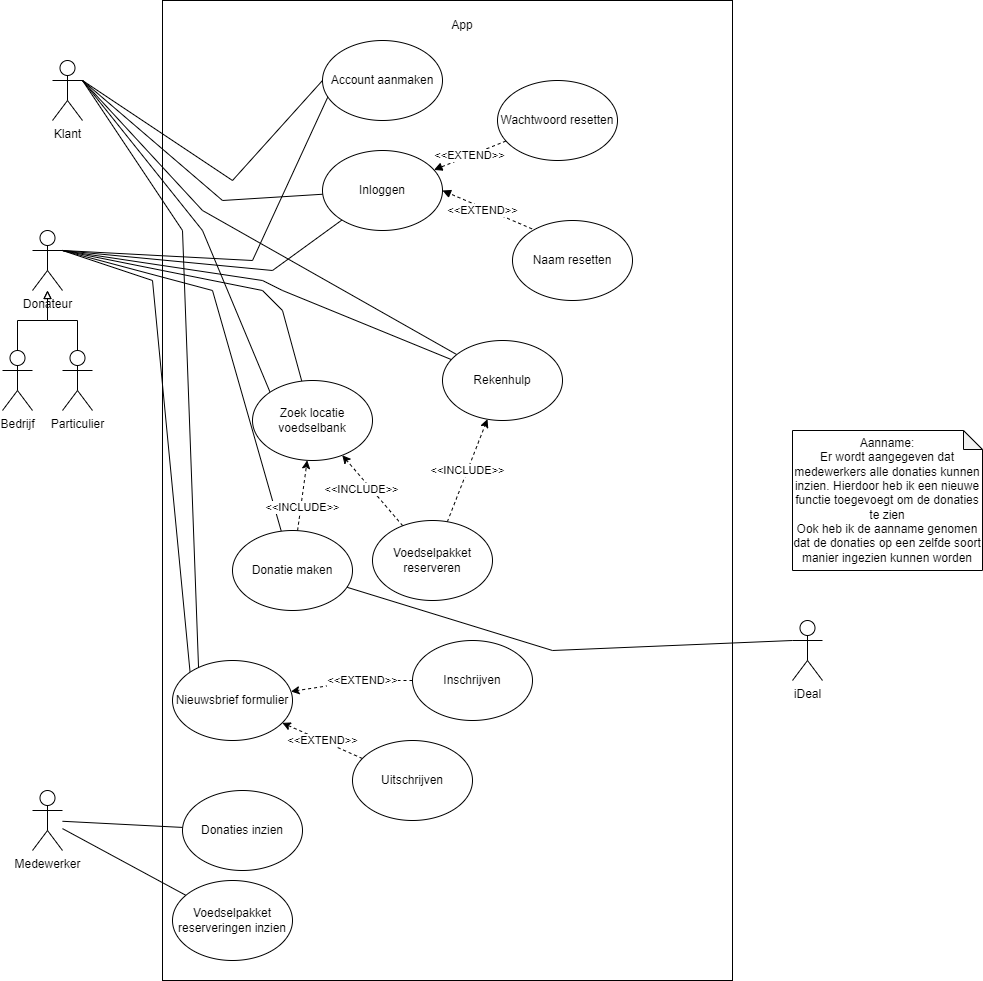 App
Klant
Account aanmaken
Wachtwoord resetten
<<EXTEND>>
Inloggen
<<EXTEND>>
Naam resetten
Donateur
Bedrijf
Particulier
Rekenhulp
Zoek locatie
voedselbank
<<INCLUDE>>
<<INCLUDE>>
<<INCLUDE>>
Donatie maken
Voedselpakket
reserveren
Aanname:
Er wordt aangegeven dat
medewerkers alle donaties kunnen
inzien. Hierdoor heb ik een nieuwe
functie toegevoegt om de donaties
te zien
Ook heb ik de aanname genomen
dat de donaties op een zelfde soort
manier ingezien kunnen worden
iDeal
Nieuwsbrief formulier
<<EXTEND>>
Inschrijven
<<EXTEND>>
Uitschrijven
Medewerker
Donaties inzien
Voedselpakket
reserveringen inzien